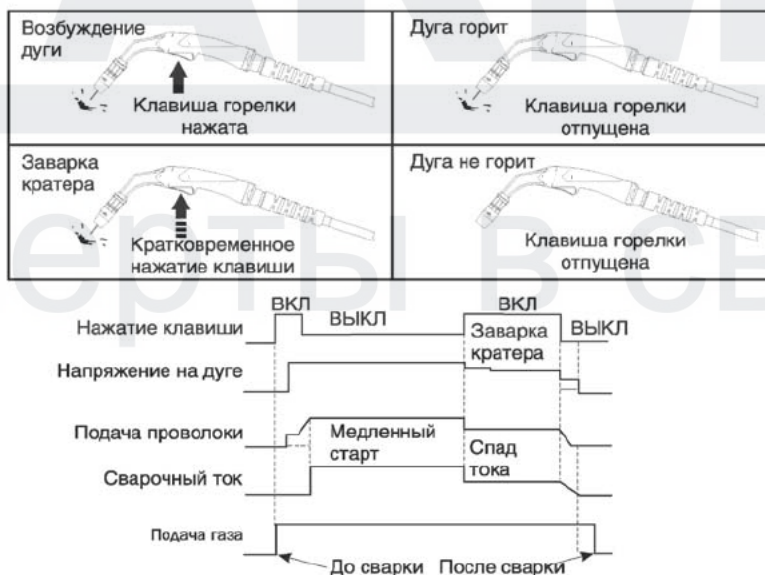 Возбуждение
дуги
Клавиша горелки
нажата
Дуга горит
Клавиша горелки
отпущена
Заварка
кратера
Кратковременное
нажатие клавиши
Дуга не горит
Клавиша горелки
отпущена
ВКЛ
ВЫКЛ
ВКЛ
ВЫКЛ
Нажатие клавиши
Заварка
кратера
Напряжение на дуге
Подача проволоки
Медленный
старт
Спад
тока
Сварочный ток
Подача газа
До сварки
После сварки